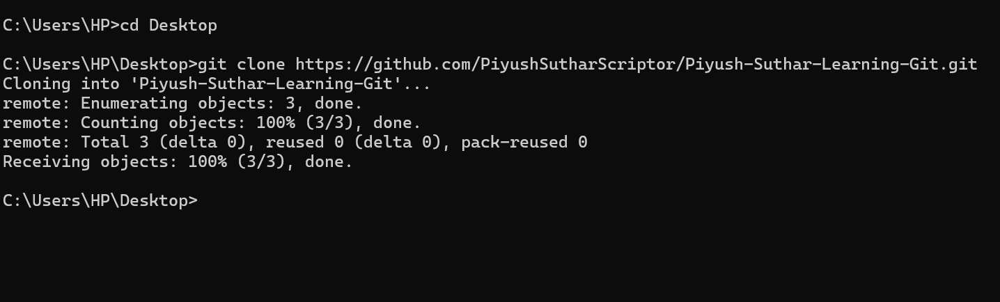 C:\Users\HP>cd Desktop
C:\Users\HP\Desktop>git clone https://github.com/PiyushSutharScriptor/Piyush-Suthar-Learning-Git.git
Cloning into 'Piyush-Suthar-Learning-Git'...
remote: Enumerating objects: 3, done.
remote: Counting objects: 100% (3/3), done.
remote: Total 3 (delta 0), reused 0 (delta 0), pack-reused 0
Receiving objects: 100% (3/3), done.
C:\Users\HP\Desktop>